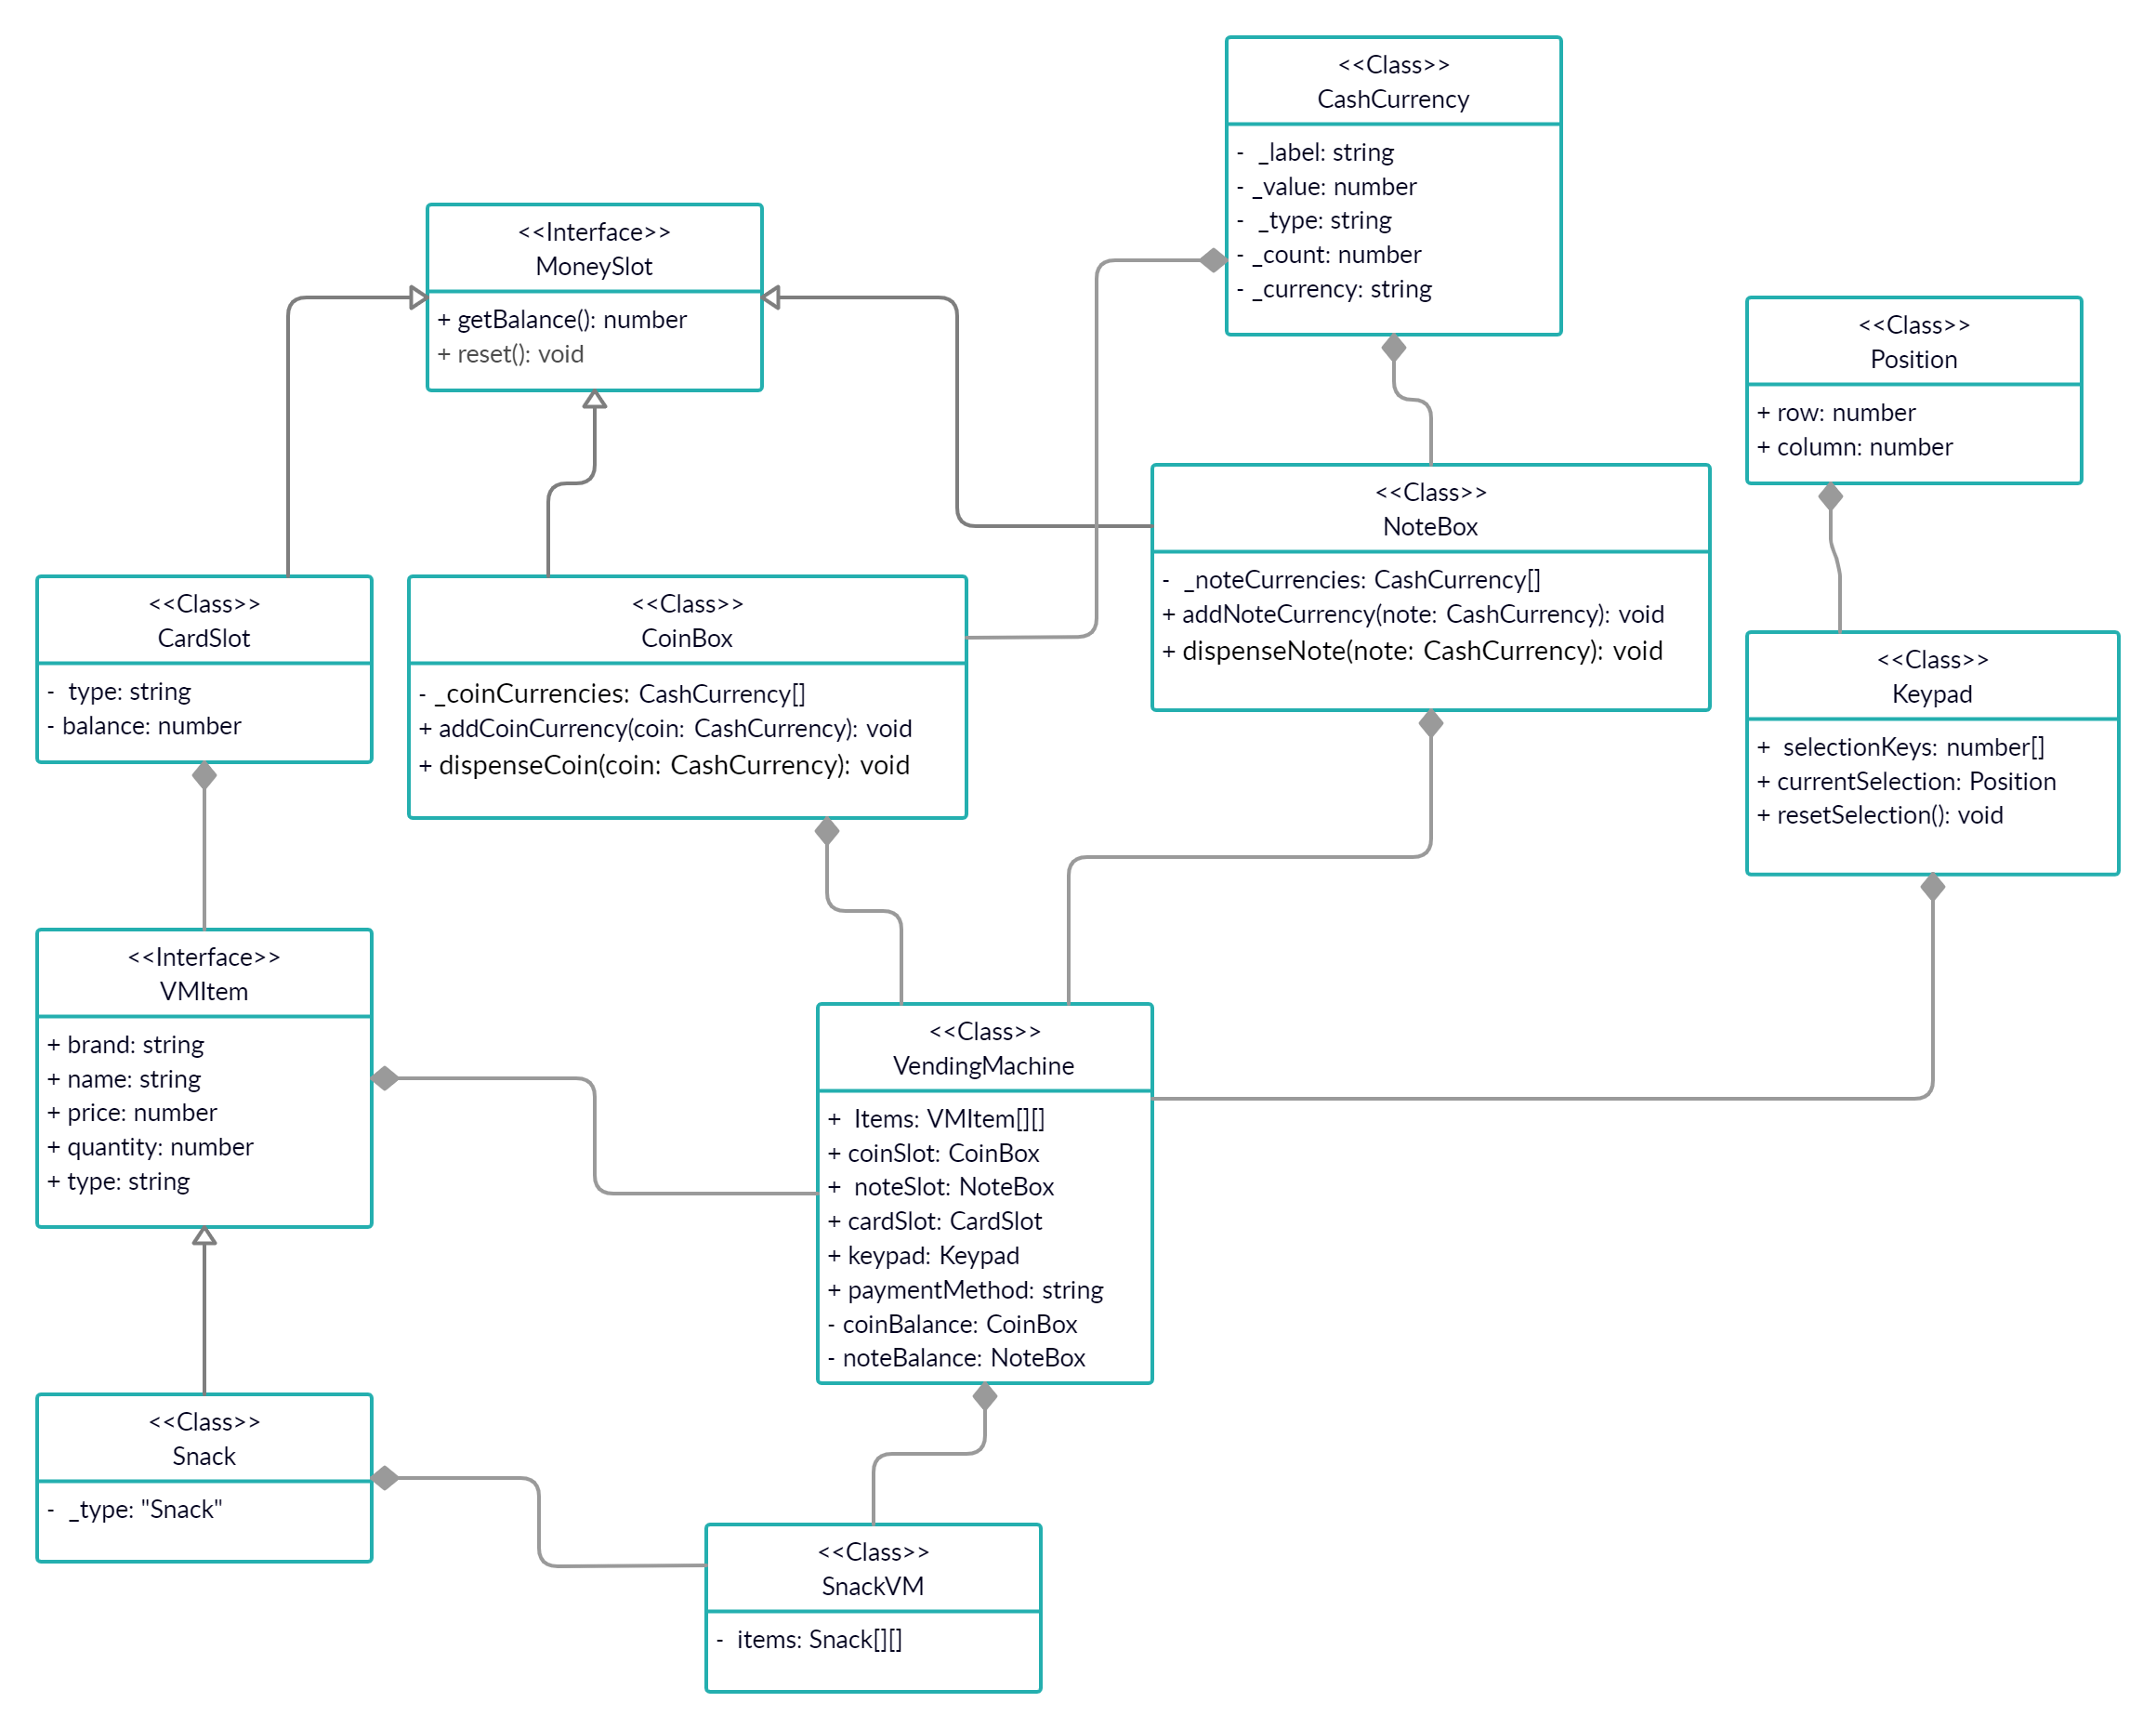 <<Class>>
CashCurrency
-  _label: string
- _value: number
-  _type: string
- _count: number
- _currency: string
<<Interface>>
MoneySlot
+ getBalance(): number
+ reset(): void
<<Class>>
Position
+ row: number
+ column: number
<<Class>>
NoteBox
-  _noteCurrencies: CashCurrency[]
+ addNoteCurrency(note: CashCurrency): void
+ dispenseNote(note: CashCurrency): void
<<Class>>
CardSlot
-  type: string
- balance: number
<<Class>>
CoinBox
- _coinCurrencies: CashCurrency[]
+ addCoinCurrency(coin: CashCurrency): void
+ dispenseCoin(coin: CashCurrency): void
<<Class>>
Keypad
+  selectionKeys: number[]
+ currentSelection: Position
+ resetSelection(): void
<<Interface>>
VMItem
+ brand: string
+ name: string
+ price: number
+ quantity: number
+ type: string
<<Class>>
VendingMachine
+  Items: VMItem[][]
+ coinSlot: CoinBox
+  noteSlot: NoteBox
+ cardSlot: CardSlot
+ keypad: Keypad
+ paymentMethod: string
- coinBalance: CoinBox
- noteBalance: NoteBox
<<Class>>
Snack
-  _type: "Snack"
<<Class>>
SnackVM
-  items: Snack[][]